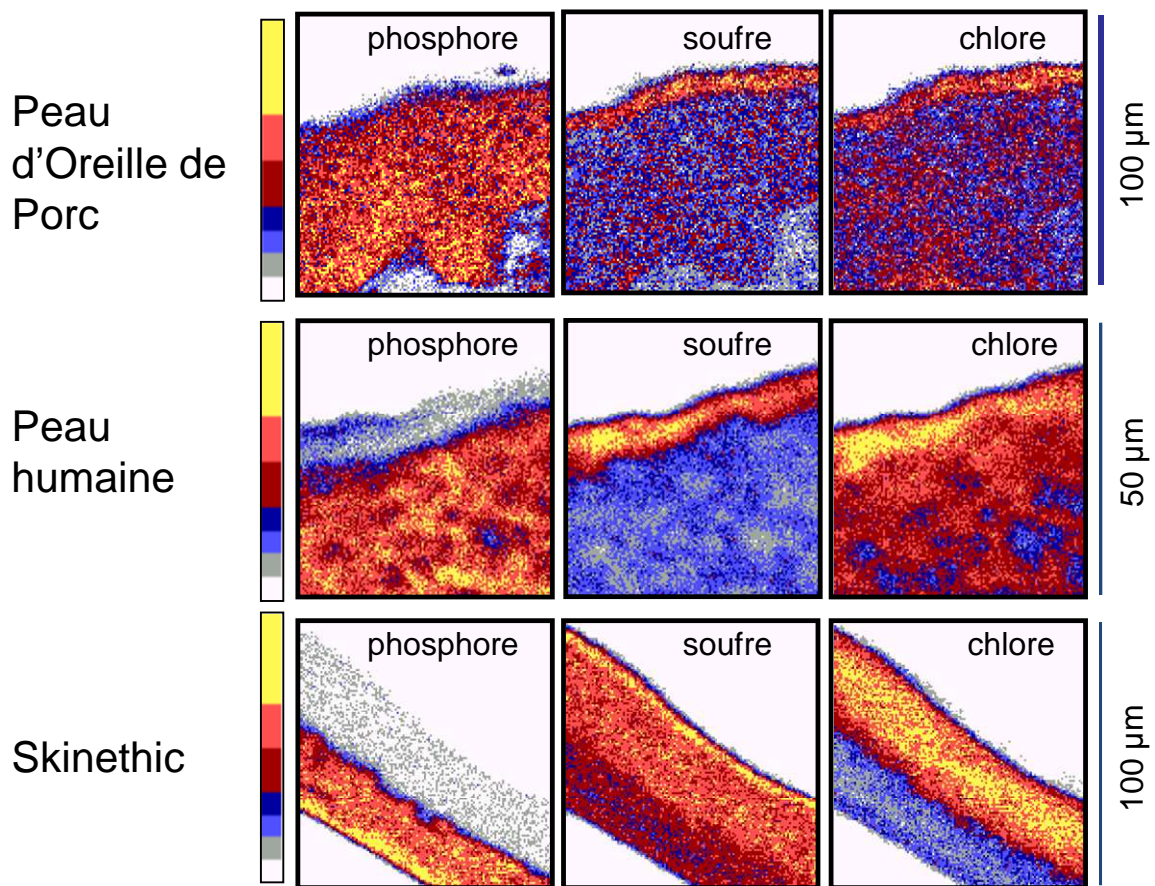 phosphore soufre chlore
Peau
d'Oreille de
Porc
100 µm
phosphore soufre chlore
Peau
humaine
50 µm
phosphore soufre chlore
Skinethic
100 µm